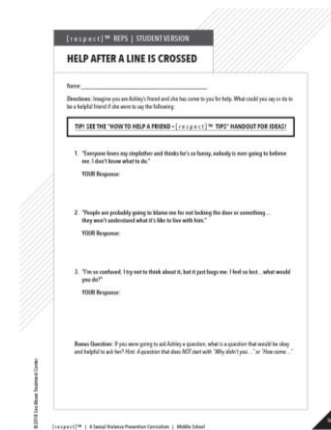 [respect]™ REPS | STUDENT VERSION
HELP AFTER A LINE IS CROSSED
Name:
Directions: Imagine you are Ashley's friend and she has come to you for help. What could you say or do to
be a helpful friend if she were to say the following:
TIP! SEE THE "HOW TO HELP A FRIEND – [respect]™ TIPS" HANDOUT FOR IDEAS!
1. "Everyone loves my stepfather and thinks he's so funny, nobody is ever going to believe
me. I don't know what to do."
YOUR Response:
2. "People are probably going to blame me for not locking the door or something…
they won't understand what it's like to live with him."
YOUR Response:
3. "I'm so confused. I try not to think about it, but it just bugs me. I feel so lost…what would
you do?"
YOUR Response:
Bonus Question: If you were going to ask Ashley a question, what is a question that would be okay
and helpful to ask her? Hint: A question that does NOT start with "Why didn't you…" or "How come…"
[respect]™ | A Sexual Violence Prevention Curriculum | Middle School